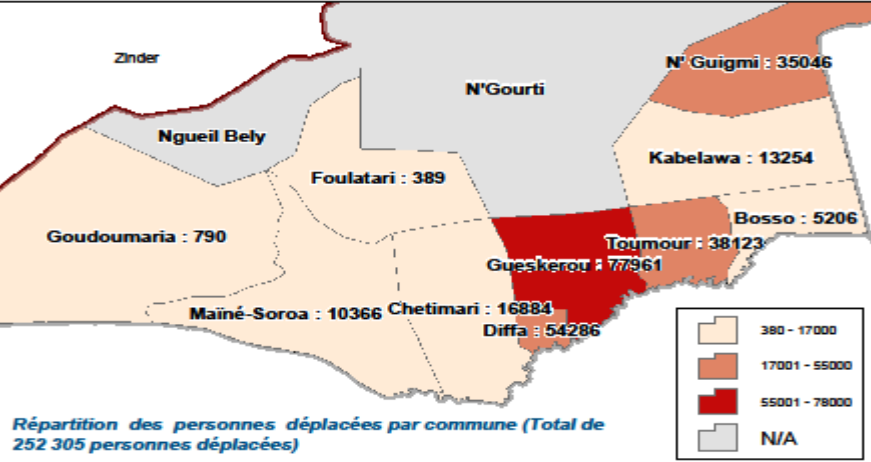 Zinder
N' Guigmi : 35046
N'Gourti
Ngueil Bely
Kabelawa : 13254
Foulatari : 389
Bosso : 5206
Goudoumaria : 790
Toumour : 38123
Gueskerou : 77961
Maïné-Soroa : 10366
Chetimari : 16884
Diffa : 54286
380 - 17000
17001 - 55000
55001 - 78000
N/A
Répartition des personnes déplacées par commune (Total de
252 305 personnes déplacées)